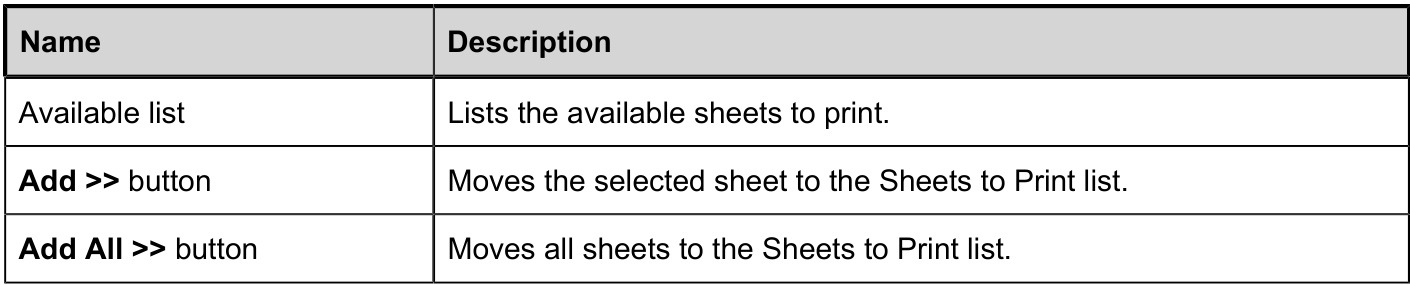 Name Description
Available list Lists the available sheets to print.
Add >> button Moves the selected sheet to the Sheets to Print list.
Add All >> button Moves all sheets to the Sheets to Print list.